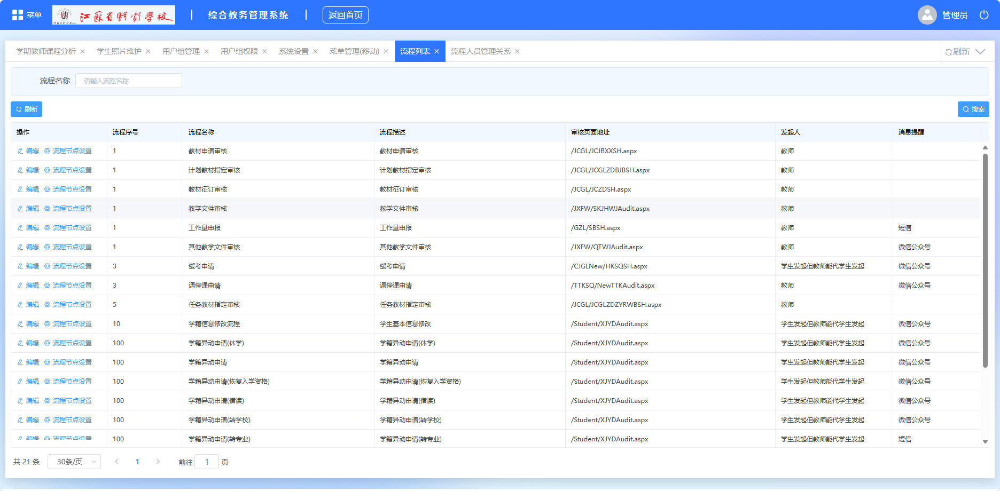 菜单 江苏省戏剧学校 综合教务管理系统 返回首页 管理员
学期教师课程分析 学生照片维护 用户组管理 用户组权限 系统设置 菜单管理(移动) 流程列表 流程人员管理关系 刷新
流程名称 请输入流程名称
刷新 搜索
操作 流程序号 流程名称 流程描述 审核页面地址 发起人 消息提醒
编辑 流程节点设置 1 教材申请审核 教材申请审核 /JCGL/JCJBXXSH.aspx 教师
编辑 流程节点设置 1 计划教材指定审核 计划教材指定审核 /JCGL/JCGLZDBJBSH.aspx 教师
编辑 流程节点设置 1 教材征订审核 教材征订审核 /JCGL/JCZDSH.aspx 教师
编辑 流程节点设置 1 教学文件审核 教学文件审核 /JXFW/SKJHWJAudit.aspx 教师
编辑 流程节点设置 1 工作量申报 工作量申报 /GZL/SBSH.aspx 教师 短信
编辑 流程节点设置 1 其他教学文件审核 其他教学文件审核 /JXFW/QTWJAudit.aspx 教师 微信公众号
编辑 流程节点设置 3 缓考申请 缓考申请 /CJGLNew/HKSQSH.aspx 学生发起但教师能代学生发起 微信公众号
编辑 流程节点设置 3 调停课申请 调停课申请 /TTKSQ/NewTTKAudit.aspx 教师 微信公众号
编辑 流程节点设置 5 任务教材指定审核 任务教材指定审核 /JCGL/JCGLZDZYRWBSH.aspx 教师
编辑 流程节点设置 10 学籍信息修改流程 学生基本信息修改 /Student/XJYDAudit.aspx 学生发起但教师能代学生发起 微信公众号
编辑 流程节点设置 100 学籍异动申请(休学) 学籍异动申请(休学) /Student/XJYDAudit.aspx 学生发起但教师能代学生发起 微信公众号
编辑 流程节点设置 100 学籍异动申请 学籍异动申请 /Student/XJYDAudit.aspx 学生发起但教师能代学生发起 微信公众号
编辑 流程节点设置 100 学籍异动申请(恢复入学资格) 学籍异动申请(恢复入学资格) /Student/XJYDAudit.aspx 学生发起但教师能代学生发起 微信公众号
编辑 流程节点设置 100 学籍异动申请(借读) 学籍异动申请(借读) /Student/XJYDAudit.aspx 学生发起但教师能代学生发起 微信公众号
编辑 流程节点设置 100 学籍异动申请(转学校) 学籍异动申请(转学校) /Student/XJYDAudit.aspx 学生发起但教师能代学生发起 微信公众号
编辑 流程节点设置 100 学籍异动申请(转专业) 学籍异动申请(转专业) /Student/XJYDAudit.aspx 学生发起但教师能代学生发起 短信
共 21 条 30条/页 1 前往 1 页